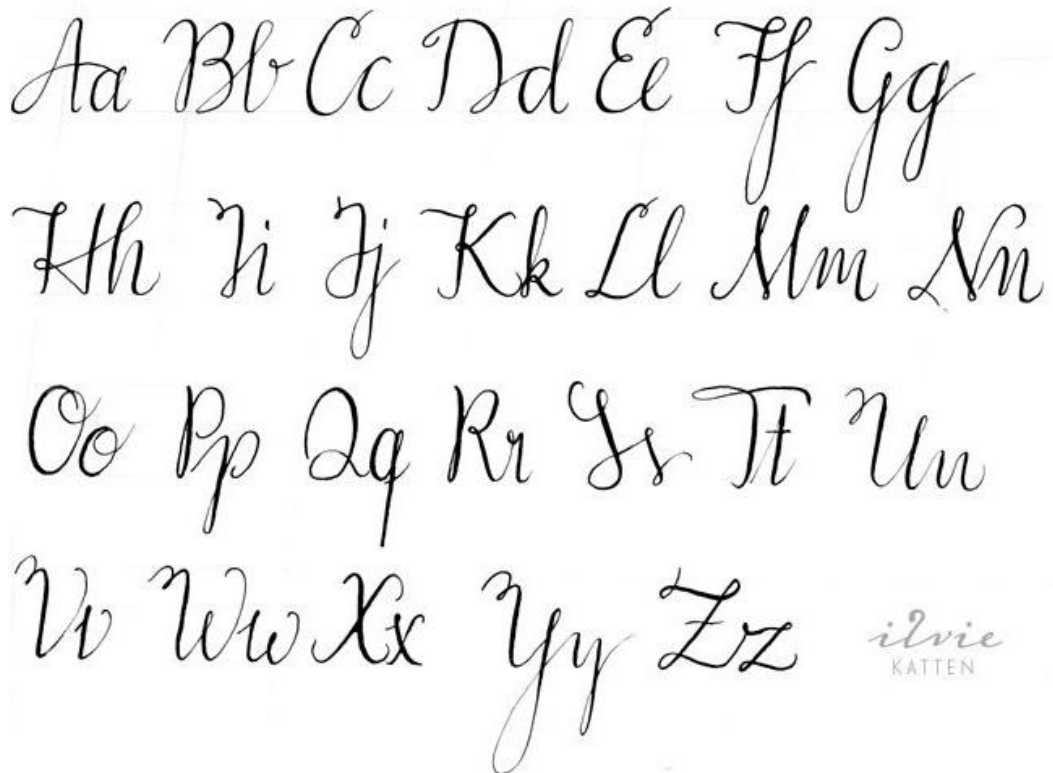 Aa Bb Cc Dd Ee Ff Gg
Hh Ii Jj Kk Ll Mm Nn
Oo Pp Qq Rr Ss Tt Uu
Vv Ww Xx Yy Zz
KATTEN